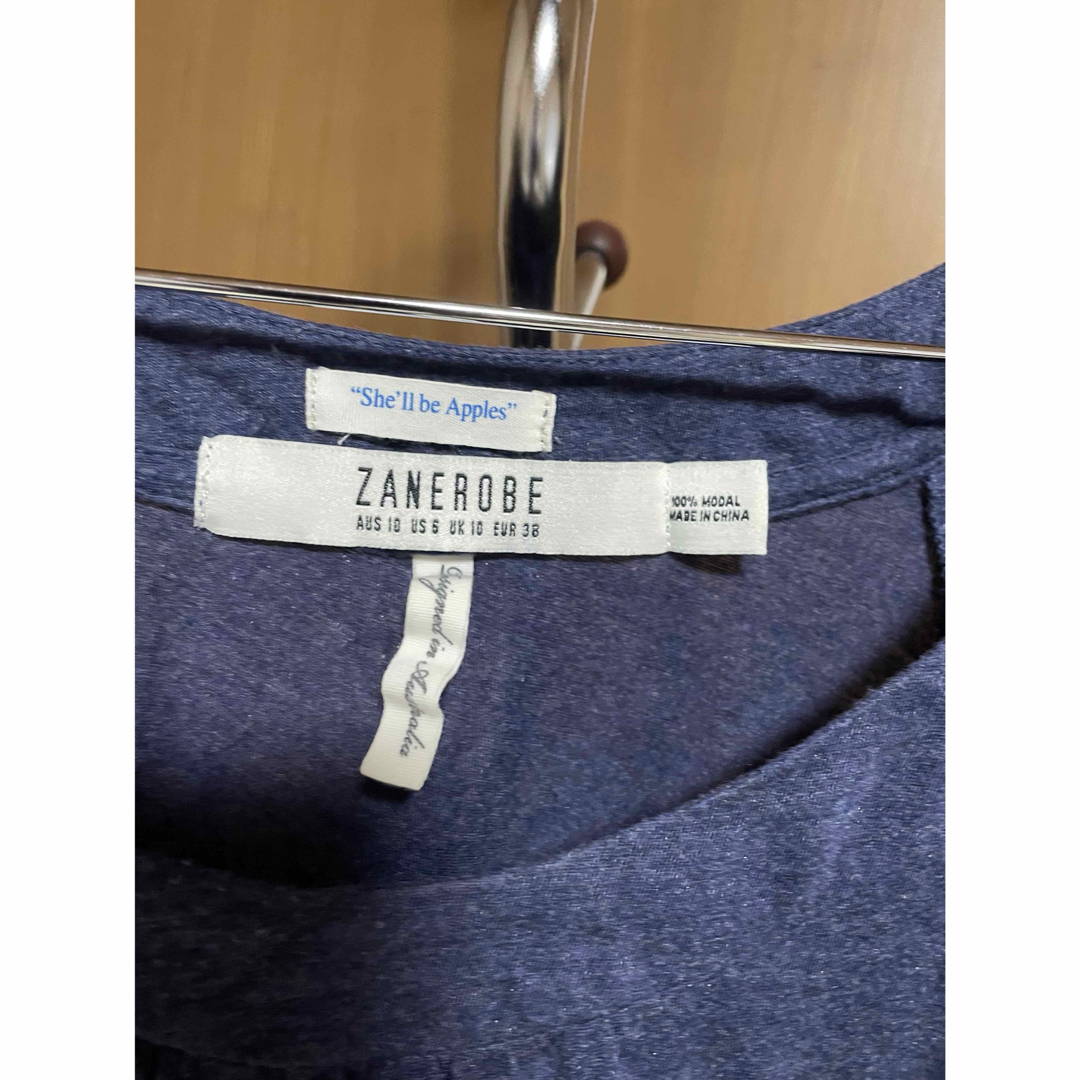 “She'll be Apples”
ZANEROBE
AUS 10 US 6 UK 10 EUR 38
100% MODAL
MADE IN CHINA
Designed in Australia